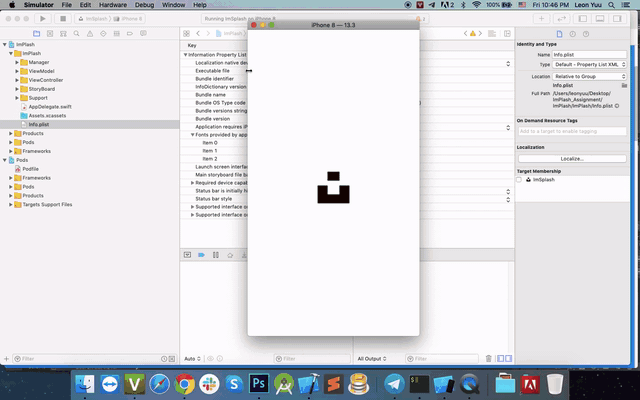 Simulator File Edit Hardware Debug Window Help
100% Fri 10:46 PM Leon Yuu
ImSplash iPhone 8
Running ImSplash on iPhone 8
iPhone 8 — 13.3
ImPlash
ImPlash
Manager
ViewModel
ViewController
StoryBoard
Support
AppDelegate.swift
Assets.xcassets
Info.plist
Products
Pods
Frameworks
Pods
Podfile
Frameworks
Pods
Products
Targets Support Files
Key
Information Property List
Localization native dev
Executable file
Bundle identifier
InfoDictionary version
Bundle name
Bundle OS Type code
Bundle versions string
Bundle version
Application requires iP
Fonts provided by app
Item 0
Item 1
Item 2
Launch screen interfac
Main storyboard file ba
Required device capab
Status bar is initially hi
Status bar style
Supported interface or
Supported interface or
Identity and Type
Name Info.plist
Type Default - Property List XML
Location Relative to Group
Info.plist
Full Path /Users/leonyuu/Desktop/
ImPlash_Assignment/
ImPlash/ImPlash/Info.plist
On Demand Resource Tags
Add to a target to enable tagging
Localization
Localize...
Target Membership
ImSplash
Filter
Auto
Filter
All Output
Filter